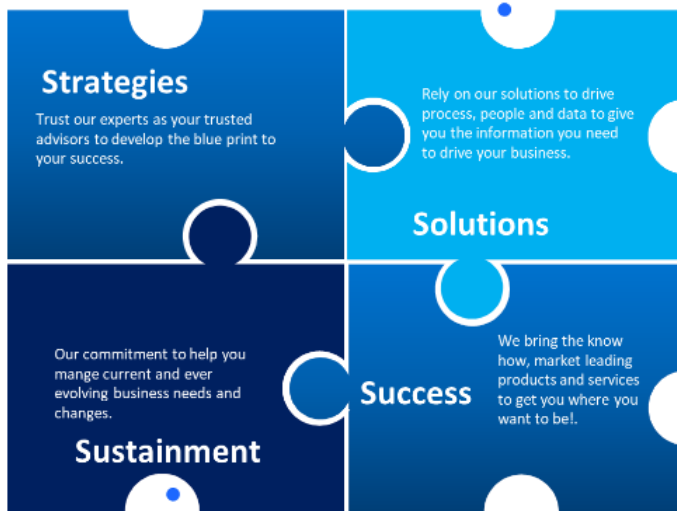 Strategies
Trust our experts as your trusted
advisors to develop the blue print to
your success.
Rely on our solutions to drive
process, people and data to give
you the information you need
to drive your business.
Solutions
Our commitment to help you
mange current and ever
evolving business needs and
changes.
Sustainment
Success
We bring the know
how, market leading
products and services
to get you where you
want to be!.